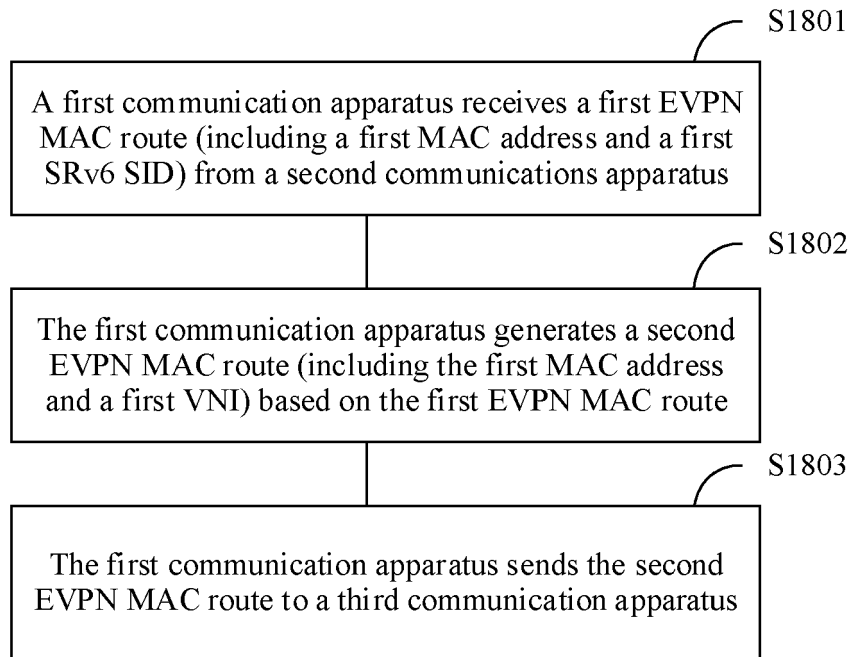 S1801
A first communication apparatus receives a first EVPN
MAC route (including a first MAC address and a first
SRv6 SID) from a second communications apparatus
S1802
The first communication apparatus generates a second
EVPN MAC route (including the first MAC address
and a first VNI) based on the first EVPN MAC route
S1803
The first communication apparatus sends the second
EVPN MAC route to a third communication apparatus